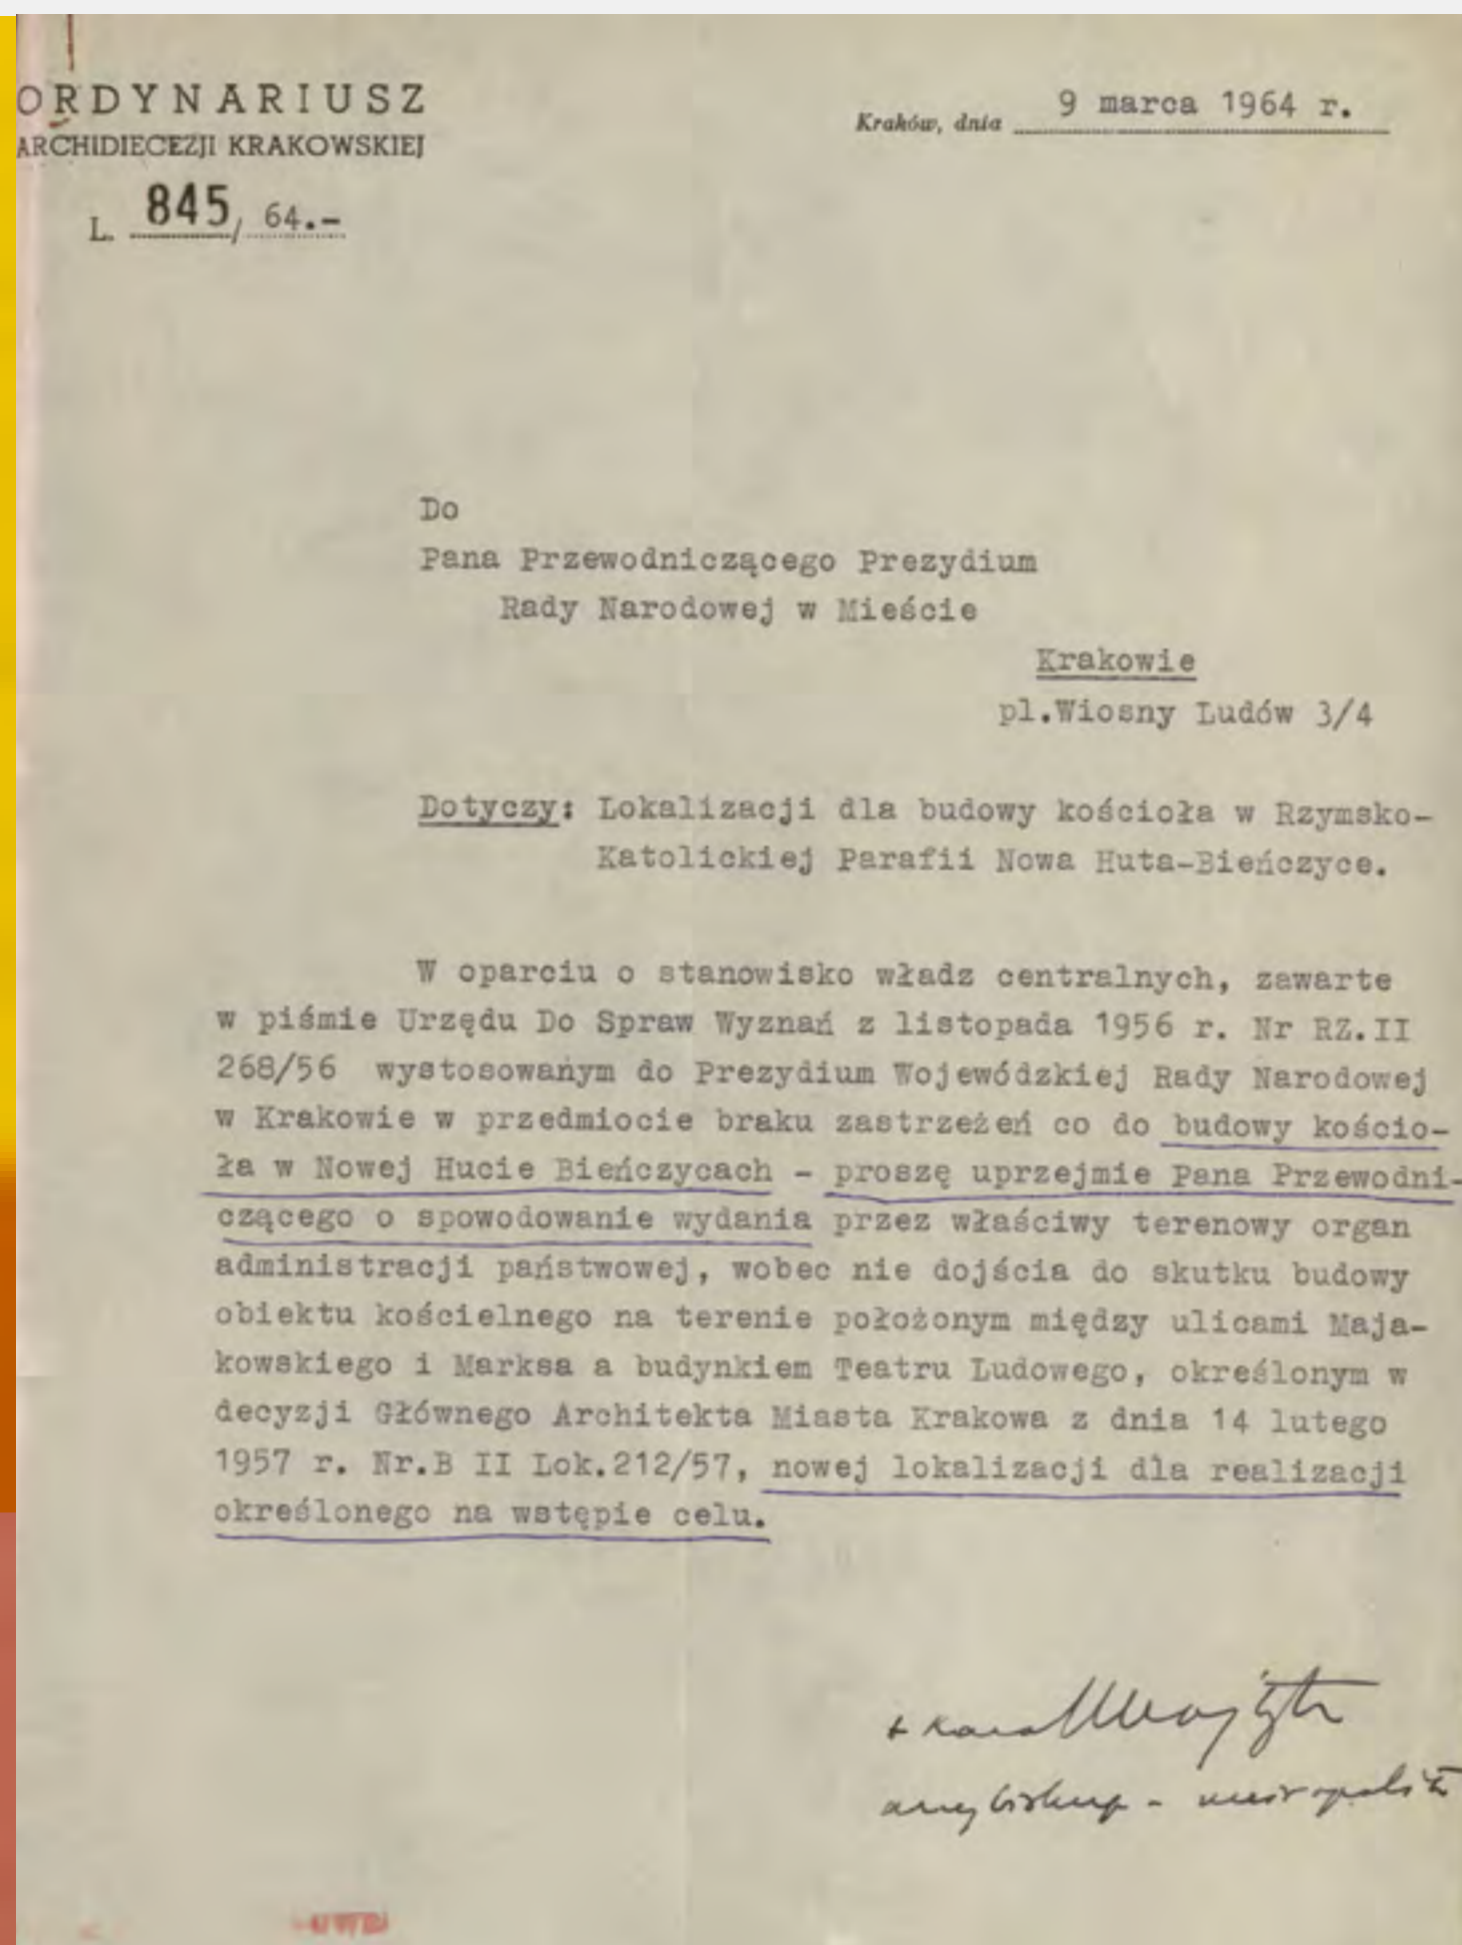 ORDYNARIUSZ
ARCHIDIECEZJI KRAKOWSKIEJ
L. 845/ 64.-
Kraków, dnia 9 marca 1964 r.
Do
Pana Przewodniczącego Prezydium
Rady Narodowej w Mieście
Krakowie
pl.Wiosny Ludów 3/4
Dotyczy: Lokalizacji dla budowy kościoła w Rzymsko-
Katolickiej Parafii Nowa Huta-Bieńczyce.
W oparciu o stanowisko władz centralnych, zawarte
w piśmie Urzędu Do Spraw Wyznań z listopada 1956 r. Nr RZ.II
268/56 wystosowanym do Prezydium Wojewódzkiej Rady Narodowej
w Krakowie w przedmiocie braku zastrzeżeń co do budowy kościo-
ła w Nowej Hucie Bieńczycach - proszę uprzejmie Pana Przewodni-
czącego o spowodowanie wydania przez właściwy terenowy organ
administracji państwowej, wobec nie dojścia do skutku budowy
obiektu kościelnego na terenie położonym między ulicami Maja-
kowskiego i Marksa a budynkiem Teatru Ludowego, określonym w
decyzji Głównego Architekta Miasta Krakowa z dnia 14 lutego
1957 r. Nr.B II Lok.212/57, nowej lokalizacji dla realizacji
określonego na wstępie celu.
+ Karol Wojtyła
arcybiskup - metropolita